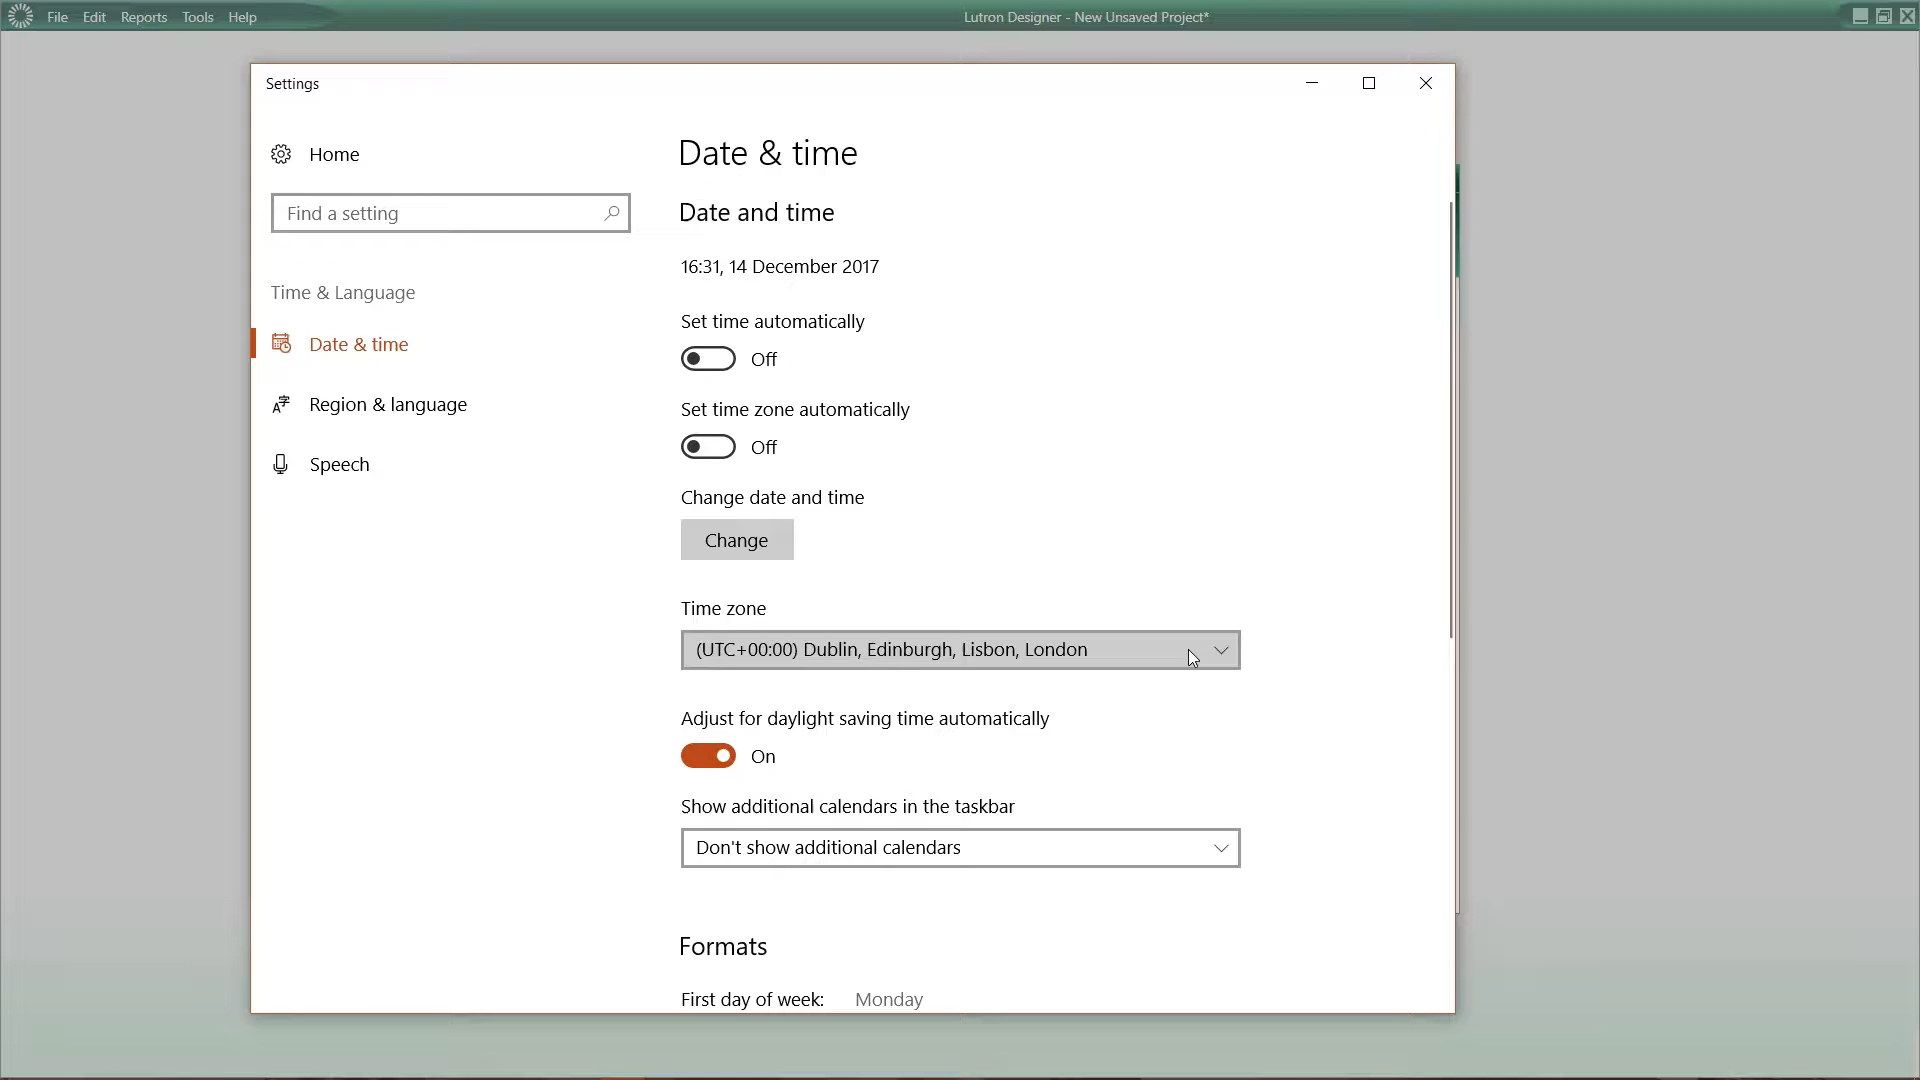 File Edit Reports Tools Help
Lutron Designer - New Unsaved Project*
Settings
Home
Find a setting
Time & Language
Date & time
Region & language
Speech
Date & time
Date and time
16:31, 14 December 2017
Set time automatically
Off
Set time zone automatically
Off
Change date and time
Change
Time zone
(UTC+00:00) Dublin, Edinburgh, Lisbon, London
Adjust for daylight saving time automatically
On
Show additional calendars in the taskbar
Don't show additional calendars
Formats
First day of week: Monday